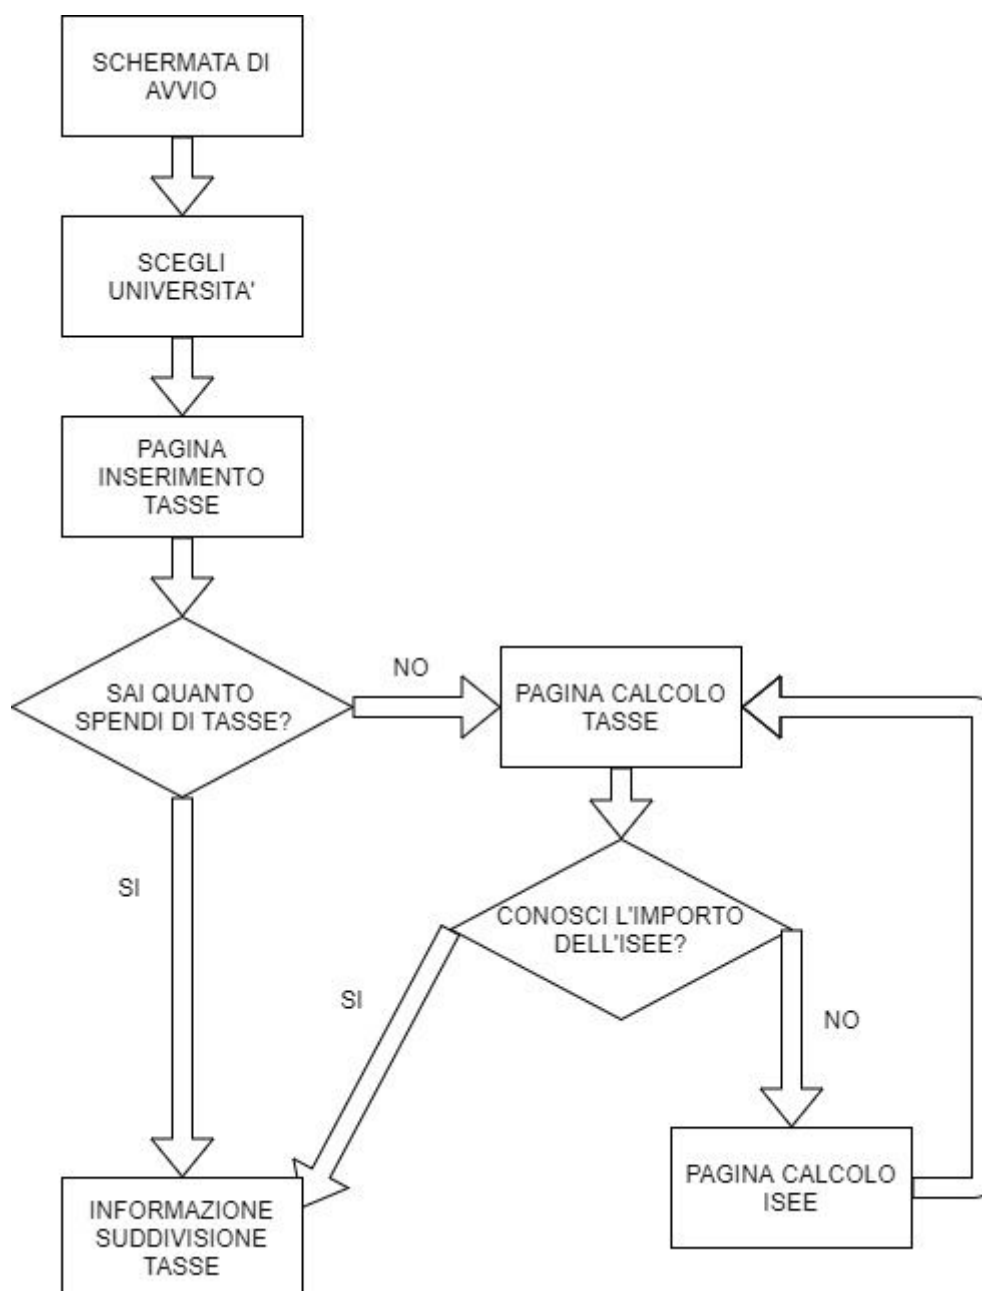 SCHERMATA DI
AVVIO
SCEGLI
UNIVERSITA'
PAGINA
INSERIMENTO
TASSE
SAI QUANTO
SPENDI DI TASSE?
NO
PAGINA CALCOLO
TASSE
SI
CONOSCI L'IMPORTO
DELL'ISEE?
SI
NO
PAGINA CALCOLO
ISEE
INFORMAZIONE
SUDDIVISIONE
TASSE